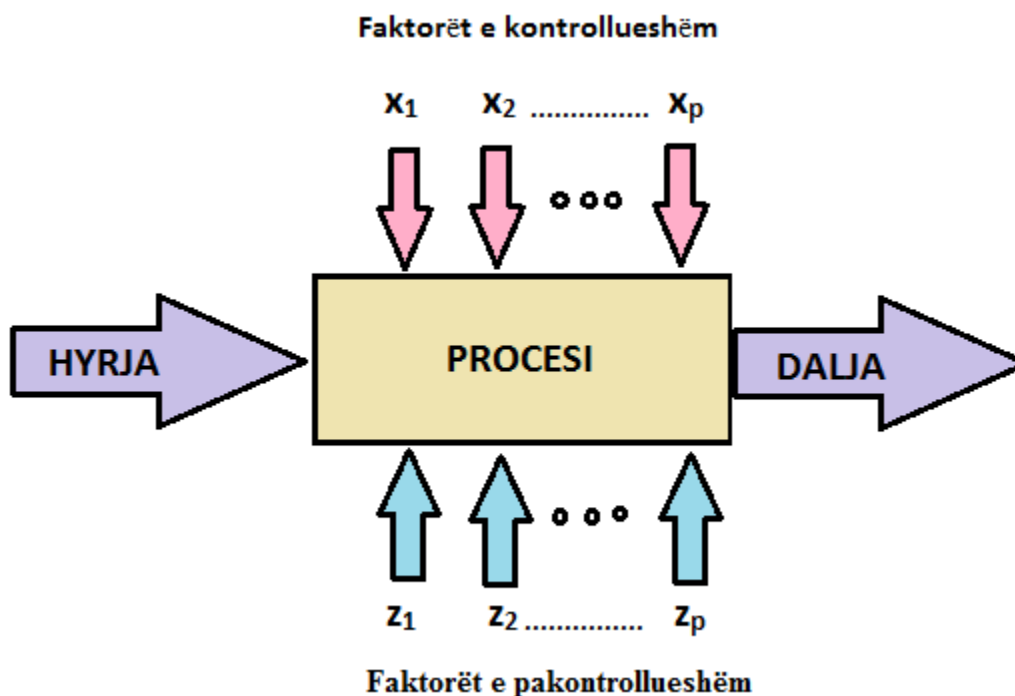 Faktorët e kontrollueshëm
x₁ x₂ ............... xₚ
HYRJA PROCESI DALJA
z₁ z₂ ............... zₚ
Faktorët e pakontrollueshëm